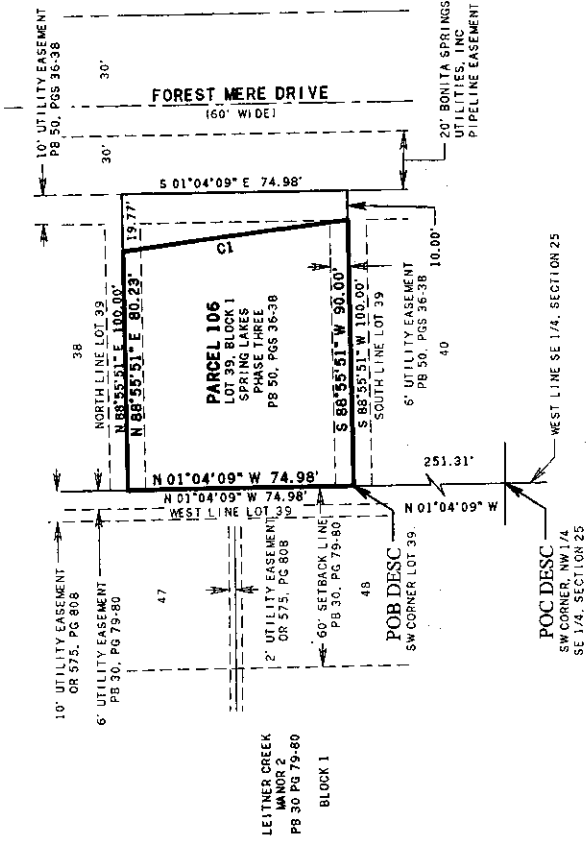 10' UTILITY EASEMENT
PB 50, PGS 36-38
30'
30'
FOREST MERE DRIVE
(60' WIDE)
20' BONITA SPRINGS
UTILITIES, INC
PIPELINE EASEMENT
S 01°04'09" E 74.98'
19.77'
C1
10.00'
38
NORTH LINE LOT 39
N 88°55'51" E 100.00'
N 88°55'51" E 80.23'
PARCEL 106
LOT 39, BLOCK 1
SPRING LAKES
PHASE THREE
PB 50, PGS 36-38
S 88°55'51" W 90.00'
S 88°55'51" W 100.00'
SOUTH LINE LOT 39
6' UTILITY EASEMENT
PB 50, PGS 36-38
40
N 01°04'09" W 74.98'
N 01°04'09" W 74.98'
WEST LINE LOT 39
251.31'
N 01°04'09" W
WEST LINE SE 1/4, SECTION 25
10' UTILITY EASEMENT
OR 575, PG 808
6' UTILITY EASEMENT
PB 30, PG 79-80
47
2' UTILITY EASEMENT
OR 575, PG 808
60' SETBACK LINE
PB 30, PG 79-80
48
POB DESC
SW CORNER LOT 39.
POC DESC
SW CORNER, NW 1/4
SE 1/4, SECTION 25
LEITNER CREEK
MANOR 2
PB 30 PG 79-80
BLOCK 1